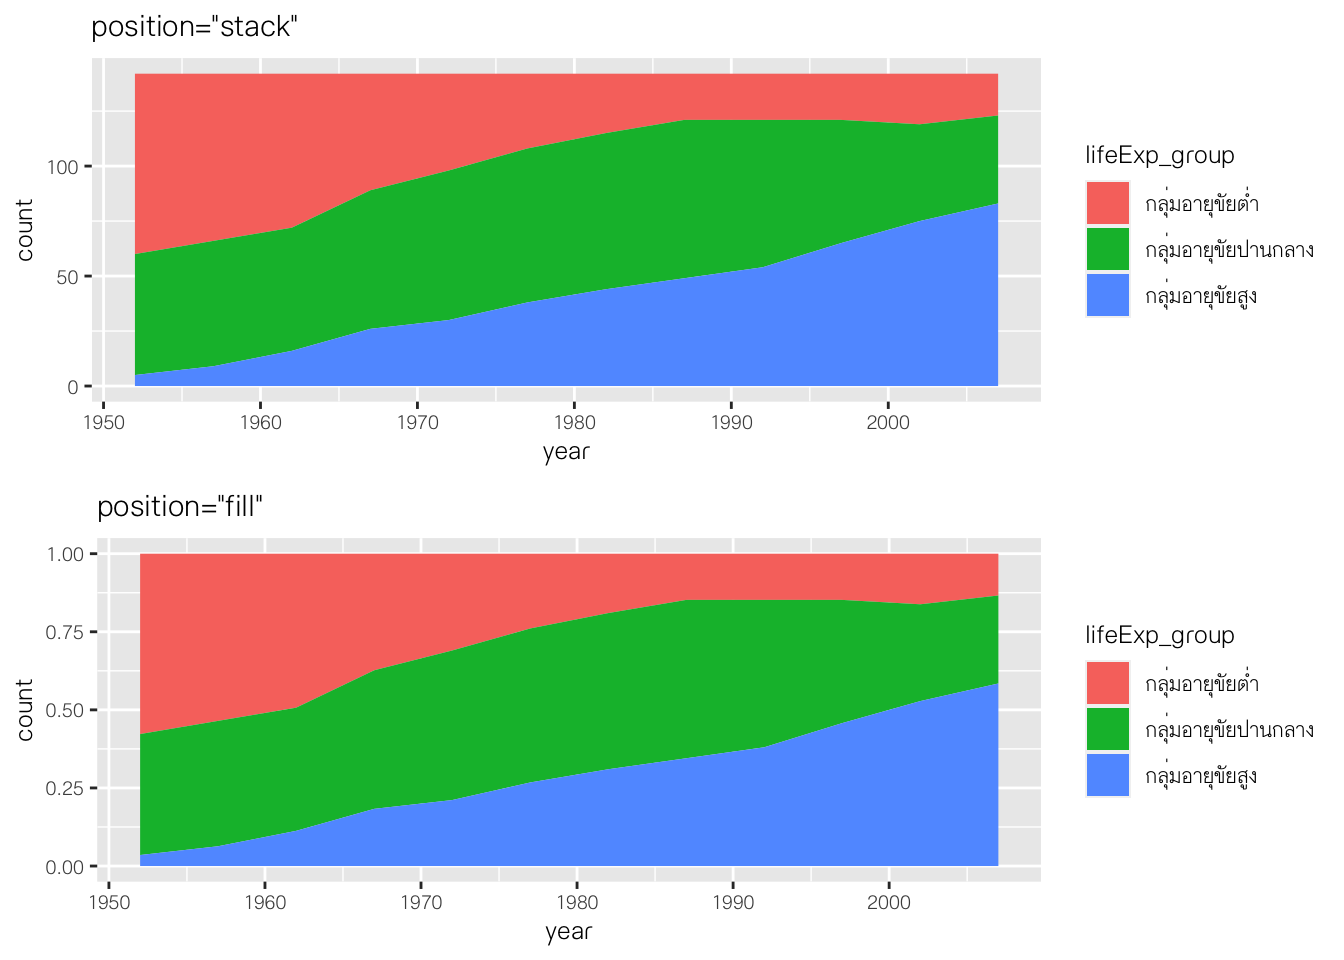 position="stack"
100
50
0
count
1950 1960 1970 1980 1990 2000
year
lifeExp_group
กลุ่มอายุขัยต่ำ
กลุ่มอายุขัยปานกลาง
กลุ่มอายุขัยสูง
position="fill"
1.00
0.75
0.50
0.25
0.00
count
1950 1960 1970 1980 1990 2000
year
lifeExp_group
กลุ่มอายุขัยต่ำ
กลุ่มอายุขัยปานกลาง
กลุ่มอายุขัยสูง